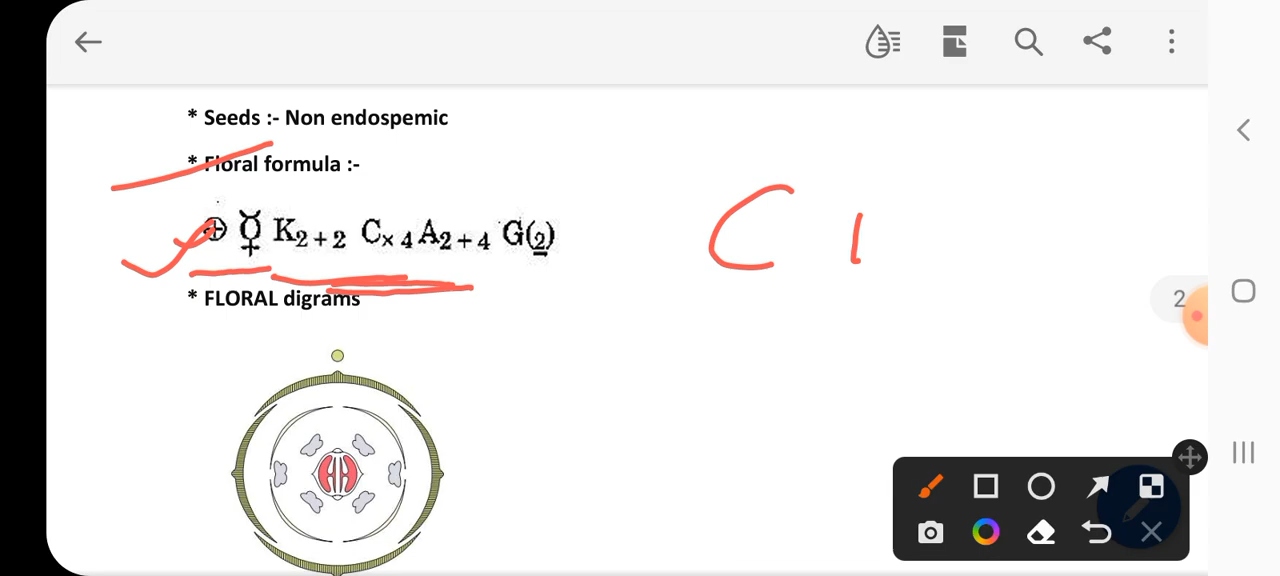 * Seeds :- Non endospemic
* Floral formula :-
⊕ ⚥ K2 + 2 C× 4 A2 + 4 G(2)
C I
* FLORAL digrams
2